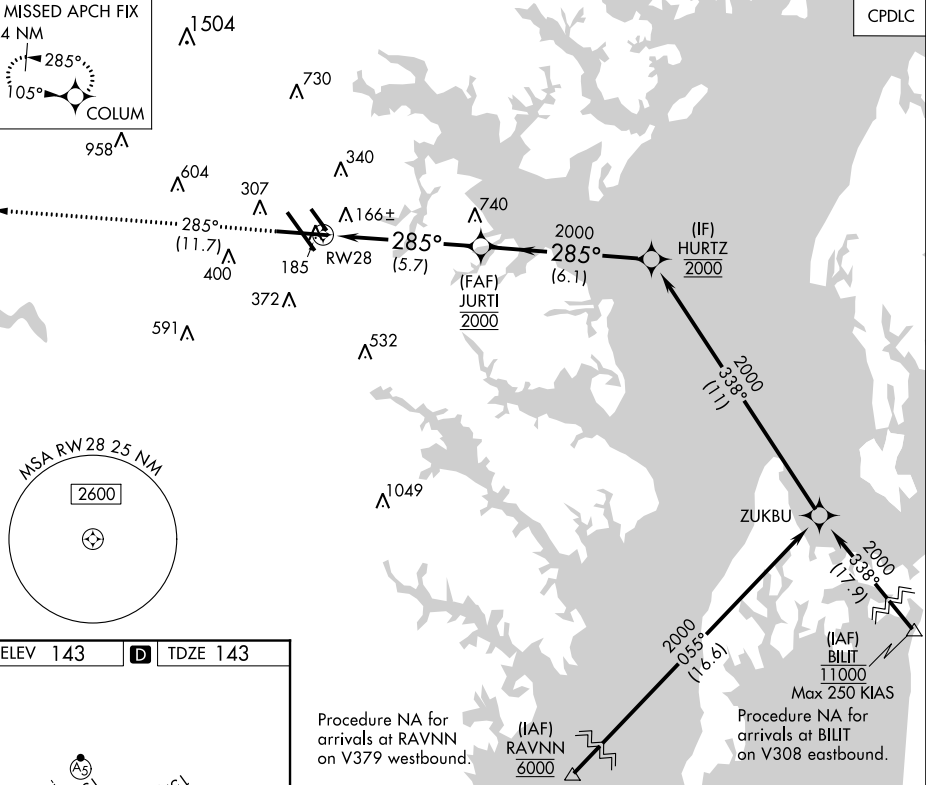 MISSED APCH FIX
4 NM
285°
105°
COLUM
CPDLC
1504
730
958
604
340
307
166±
740
285°
(11.7)
400
185
RW28
285°
(5.7)
2000
285°
(6.1)
(IF)
HURTZ
2000
(FAF)
JURTI
2000
372
591
532
2000
338°
(11)
MSA RW28 25 NM
2600
1049
ZUKBU
2000
338°
(17.9)
2000
055°
(16.6)
(IAF)
BILIT
11000
Max 250 KIAS
Procedure NA for
arrivals at BILIT
on V308 eastbound.
(IAF)
RAVNN
6000
Procedure NA for
arrivals at RAVNN
on V379 westbound.
ELEV 143 D TDZE 143
A5